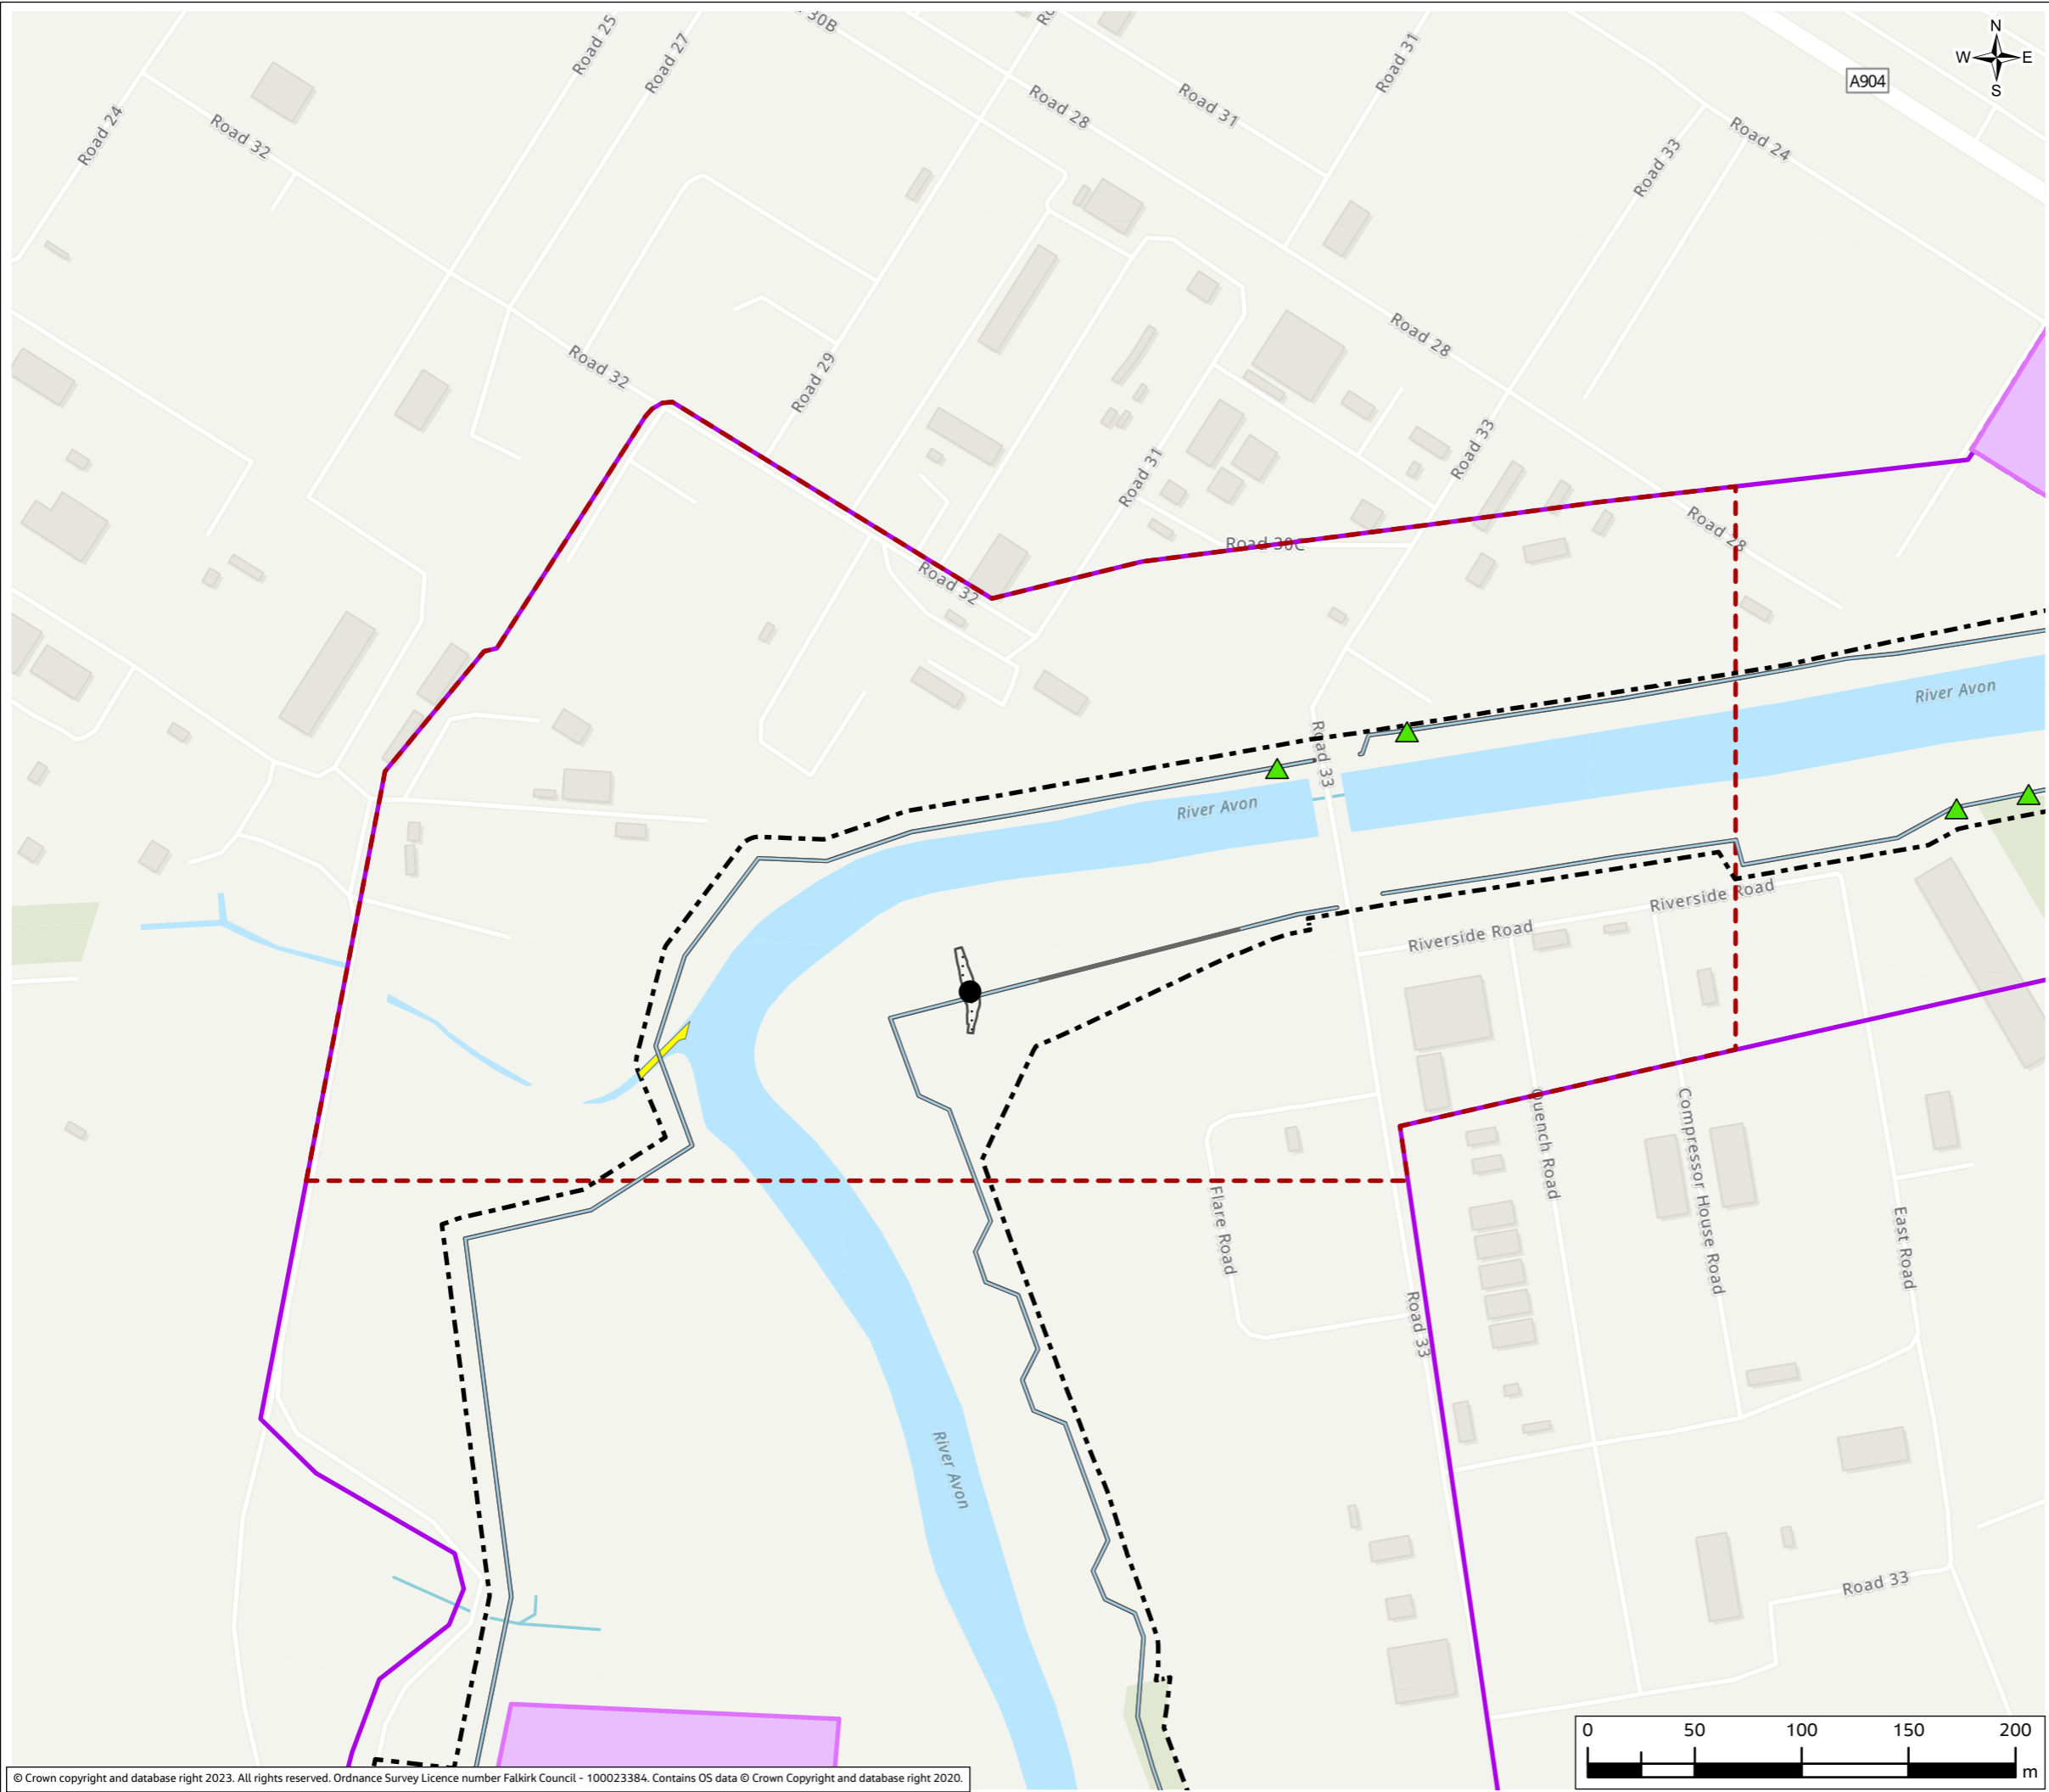 Road 25
30B
Road 27
Road 31
N
W E
S
A904
Road 24
Road 32
Road 28
Road 31
Road 33
Road 24
Road 32
Road 29
Road 28
Road 31
Road 33
Road 28
Road 30C
Road 32
River Avon
Road 33
River Avon
Riverside Road
Riverside Road
Quench Road
Compressor House Road
Flare Road
East Road
Road 33
River Avon
Road 33
0 50 100 150 200
m
© Crown copyright and database right 2023. All rights reserved. Ordnance Survey Licence number Falkirk Council - 100023384. Contains OS data © Crown Copyright and database right 2020.